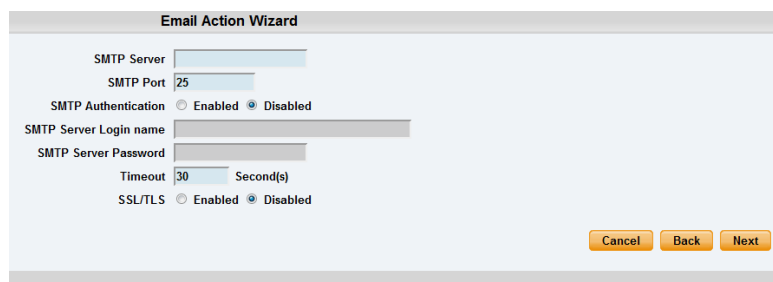 Email Action Wizard
SMTP Server
SMTP Port 25
SMTP Authentication Enabled Disabled
SMTP Server Login name
SMTP Server Password
Timeout 30 Second(s)
SSL/TLS Enabled Disabled
Cancel Back Next